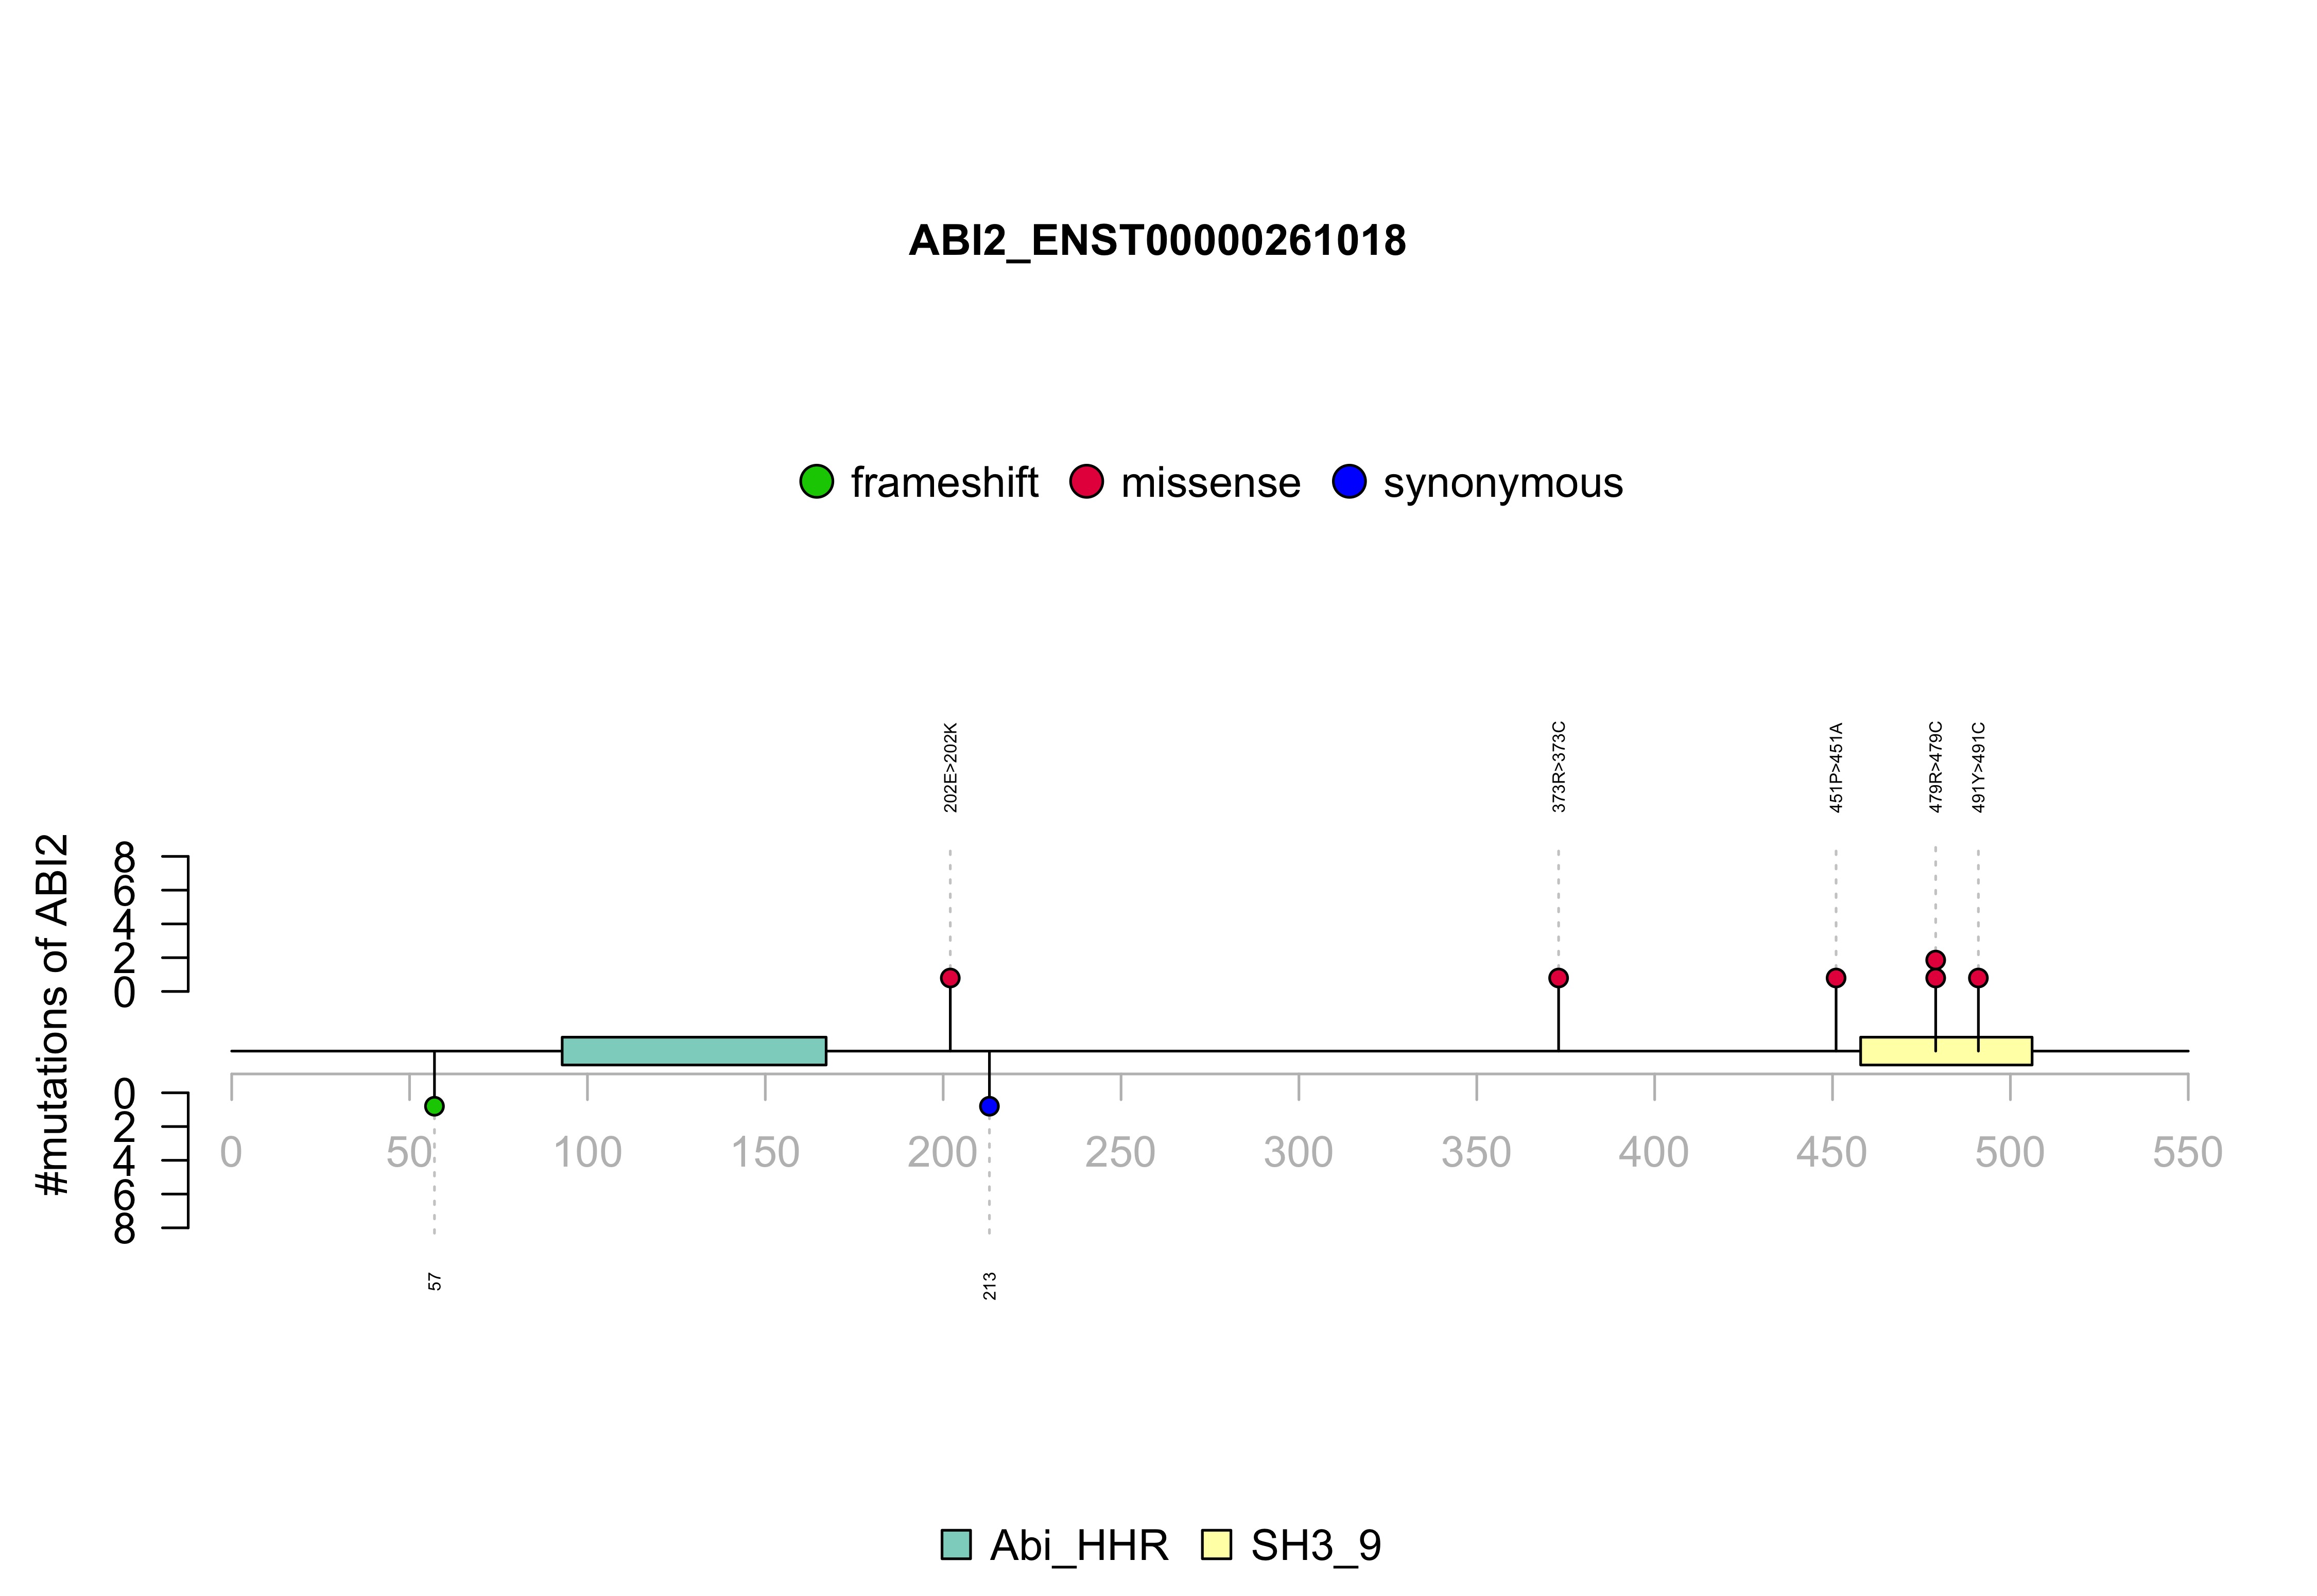 ABI2_ENST00000261018
frameshift missense synonymous
202E>202K 373R>373C 451P>451A 479R>479C 491Y>491C
#mutations of ABI2
8
6
4
2
0
0
2
4
6
8
0 50 100 150 200 250 300 350 400 450 500 550
57 213
Abi_HHR SH3_9